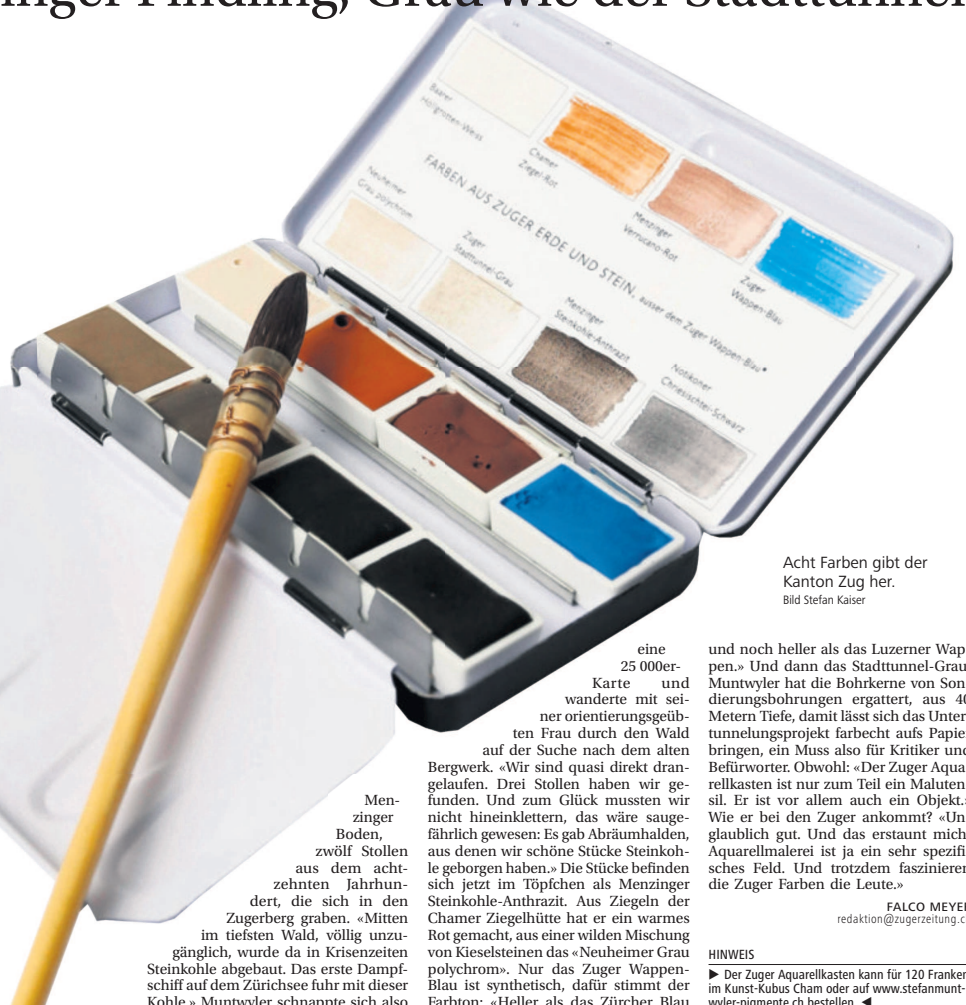 inger Findling, Grau wie der Stadttunnel
Baarer
Höllgrotten-Weiss
Chamer
Ziegel-Rot
Menzinger
Verrucano-Rot
Zuger
Wappen-Blau
FARBEN AUS ZUGER ERDE UND STEIN, ausser dem Zuger Wappen-Blau*
Neuheimer
Grau polychrom
Zuger
Stadttunnel-Grau
Menzinger
Steinkohle-Anthrazit
Notikoner
Chriesischtei-Schwarz
Acht Farben gibt der
Kanton Zug her.
Bild Stefan Kaiser
Men-
zinger
Boden,
zwölf Stollen
aus dem acht-
zehnten Jahrhun-
dert, die sich in den
Zugerberg graben. «Mitten
im tiefsten Wald, völlig unzu-
gänglich, wurde da in Krisenzeiten
Steinkohle abgebaut. Das erste Dampf-
schiff auf dem Zürichsee fuhr mit dieser
Kohle.» Muntwyler schnappte sich also
eine
25 000er-
Karte und
wanderte mit sei-
ner orientierungsgeüb-
ten Frau durch den Wald
auf der Suche nach dem alten
Bergwerk. «Wir sind quasi direkt dran-
gelaufen. Drei Stollen haben wir ge-
funden. Und zum Glück mussten wir
nicht hineinklettern, das wäre sauge-
fährlich gewesen: Es gab Abräumhalden,
aus denen wir schöne Stücke Steinkoh-
le geborgen haben.» Die Stücke befinden
sich jetzt im Töpfchen als Menzinger
Steinkohle-Anthrazit. Aus Ziegeln der
Chamer Ziegelhütte hat er ein warmes
Rot gemacht, aus einer wilden Mischung
von Kieselsteinen das «Neuheimer Grau
polychrom». Nur das Zuger Wappen-
Blau ist synthetisch, dafür stimmt der
Farbton: «Heller als das Zürcher Blau
und noch heller als das Luzerner Wap
pen.» Und dann das Stadttunnel-Grau
Muntwyler hat die Bohrkerne von Son
dierungsbohrungen ergattert, aus 40
Metern Tiefe, damit lässt sich das Unter
tunnelungsprojekt farbecht aufs Papie
bringen, ein Muss also für Kritiker und
Befürworter. Obwohl: «Der Zuger Aqua
rellkasten ist nur zum Teil ein Maluten
sil. Er ist vor allem auch ein Objekt.»
Wie er bei den Zuger ankommt? «Un
glaublich gut. Und das erstaunt mich
Aquarellmalerei ist ja ein sehr spezifi
sches Feld. Und trotzdem faszinieren
die Zuger Farben die Leute.»
FALCO MEYE
redaktion@zugerzeitung.c
HINWEIS
▶ Der Zuger Aquarellkasten kann für 120 Franken
im Kunst-Kubus Cham oder auf www.stefanmunt-
wyler-pigmente.ch bestellen. ◀